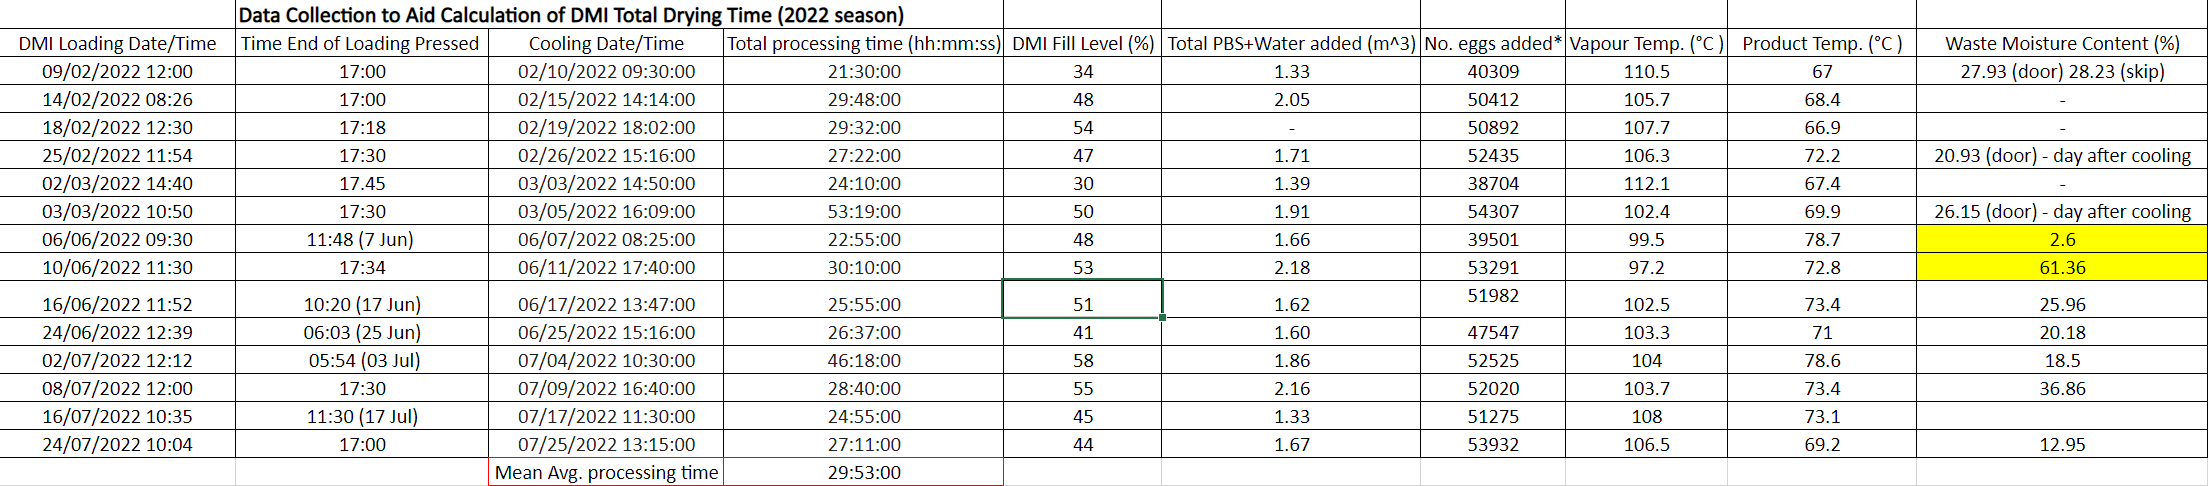 Data Collection to Aid Calculation of DMI Total Drying Time (2022 season)
DMI Loading Date/Time Time End of Loading Pressed Cooling Date/Time Total processing time (hh:mm:ss) DMI Fill Level (%) Total PBS+Water added (m^3) No. eggs added* Vapour Temp. (°C ) Product Temp. (°C ) Waste Moisture Content (%)
09/02/2022 12:00 17:00 02/10/2022 09:30:00 21:30:00 34 1.33 40309 110.5 67 27.93 (door) 28.23 (skip)
14/02/2022 08:26 17:00 02/15/2022 14:14:00 29:48:00 48 2.05 50412 105.7 68.4 -
18/02/2022 12:30 17:18 02/19/2022 18:02:00 29:32:00 54 - 50892 107.7 66.9 -
25/02/2022 11:54 17:30 02/26/2022 15:16:00 27:22:00 47 1.71 52435 106.3 72.2 20.93 (door) - day after cooling
02/03/2022 14:40 17.45 03/03/2022 14:50:00 24:10:00 30 1.39 38704 112.1 67.4 -
03/03/2022 10:50 17:30 03/05/2022 16:09:00 53:19:00 50 1.91 54307 102.4 69.9 26.15 (door) - day after cooling
06/06/2022 09:30 11:48 (7 Jun) 06/07/2022 08:25:00 22:55:00 48 1.66 39501 99.5 78.7 2.6
10/06/2022 11:30 17:34 06/11/2022 17:40:00 30:10:00 53 2.18 53291 97.2 72.8 61.36
16/06/2022 11:52 10:20 (17 Jun) 06/17/2022 13:47:00 25:55:00 51 1.62 51982 102.5 73.4 25.96
24/06/2022 12:39 06:03 (25 Jun) 06/25/2022 15:16:00 26:37:00 41 1.60 47547 103.3 71 20.18
02/07/2022 12:12 05:54 (03 Jul) 07/04/2022 10:30:00 46:18:00 58 1.86 52525 104 78.6 18.5
08/07/2022 12:00 17:30 07/09/2022 16:40:00 28:40:00 55 2.16 52020 103.7 73.4 36.86
16/07/2022 10:35 11:30 (17 Jul) 07/17/2022 11:30:00 24:55:00 45 1.33 51275 108 73.1
24/07/2022 10:04 17:00 07/25/2022 13:15:00 27:11:00 44 1.67 53932 106.5 69.2 12.95
Mean Avg. processing time 29:53:00